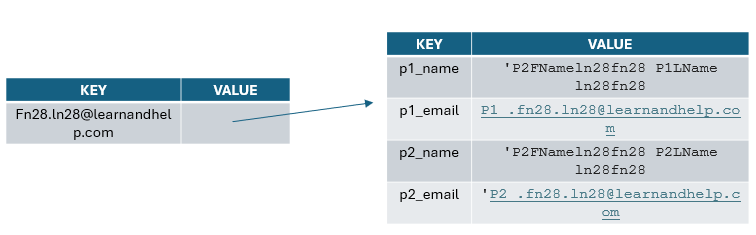 KEY VALUE
Fn28.ln28@learnandhel
p.com
KEY VALUE
p1_name 'P2FNameln28fn28 P1LName
ln28fn28
p1_email P1 .fn28.ln28@learnandhelp.co
m
p2_name 'P2FNameln28fn28 P2LName
ln28fn28
p2_email 'P2 .fn28.ln28@learnandhelp.c
om